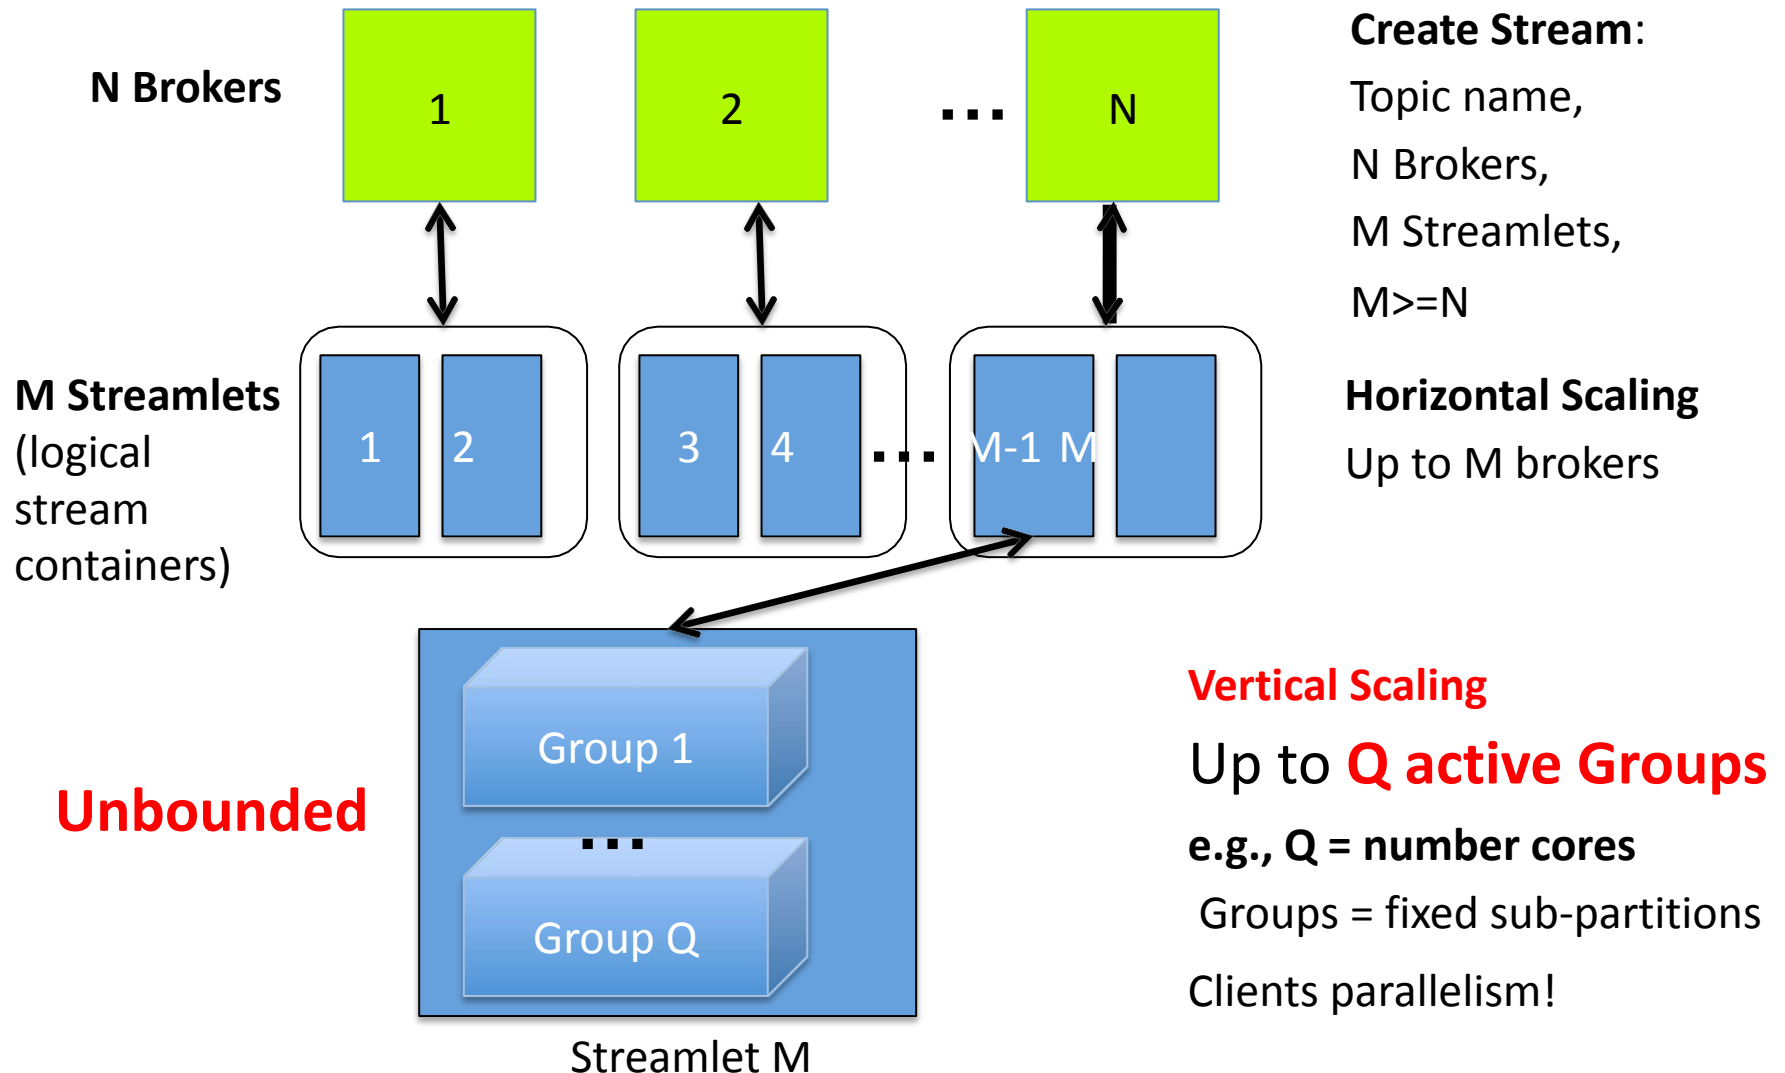 N Brokers
1
2
...
N
Create Stream:
Topic name,
N Brokers,
M Streamlets,
M>=N
M Streamlets
(logical
stream
containers)
1
2
3
4
...
M-1 M
Horizontal Scaling
Up to M brokers
Unbounded
Group 1
...
Group Q
Streamlet M
Vertical Scaling
Up to Q active Groups
e.g., Q = number cores
Groups = fixed sub-partitions
Clients parallelism!